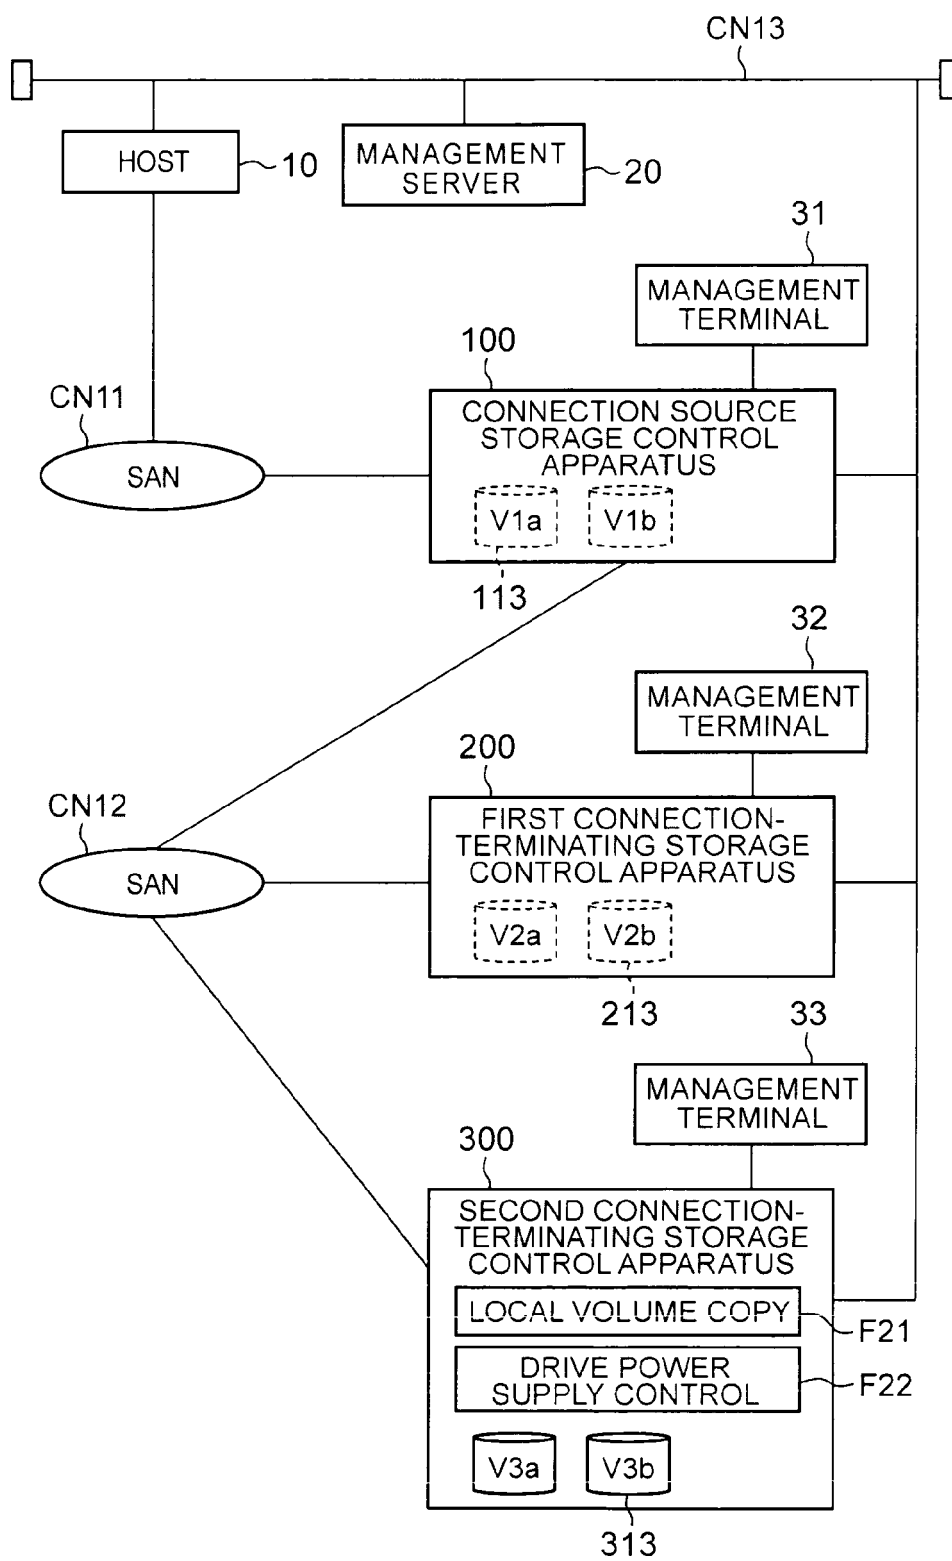 CN13
HOST
10
MANAGEMENT
SERVER
20
31
MANAGEMENT
TERMINAL
100
CN11
CONNECTION SOURCE
STORAGE CONTROL
APPARATUS
SAN
V1a
V1b
113
32
MANAGEMENT
TERMINAL
200
CN12
FIRST CONNECTION-
TERMINATING STORAGE
CONTROL APPARATUS
SAN
V2a
V2b
213
33
MANAGEMENT
TERMINAL
300
SECOND CONNECTION-
TERMINATING STORAGE
CONTROL APPARATUS
LOCAL VOLUME COPY
F21
DRIVE POWER
SUPPLY CONTROL
F22
V3a
V3b
313